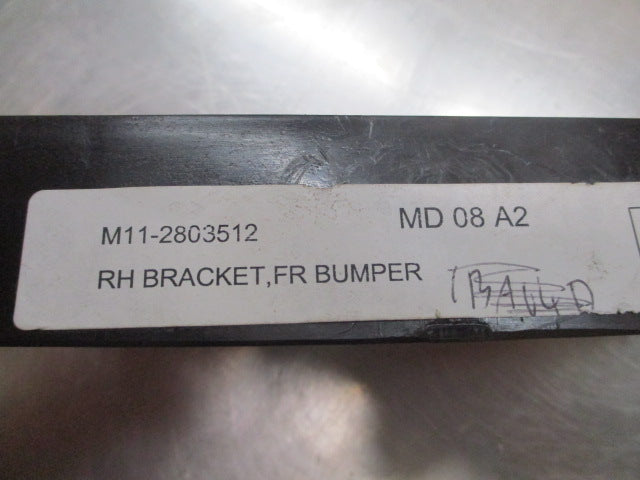 M11-2803512
MD 08 A2
RH BRACKET,FR BUMPER